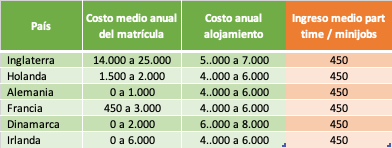 País Costo medio anual del matrícula Costo anual alojamiento Ingreso medio part time / minijobs
Inglaterra 14.000 a 25.000 5..000 a 7.000 450
Holanda 1.500 a 2.000 4..000 a 6.000 450
Alemania 0 a 1.000 4..000 a 6.000 450
Francia 450 a 3.000 4..000 a 6.000 450
Dinamarca 0 a 2.000 6..000 a 8.000 450
Irlanda 0 a 6.000 4..000 a 6.000 450